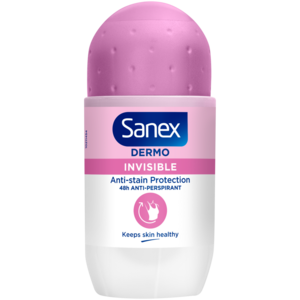 Sanex
DERMO
INVISIBLE
Anti-stain Protection
48h ANTI-PERSPIRANT
Keeps skin healthy